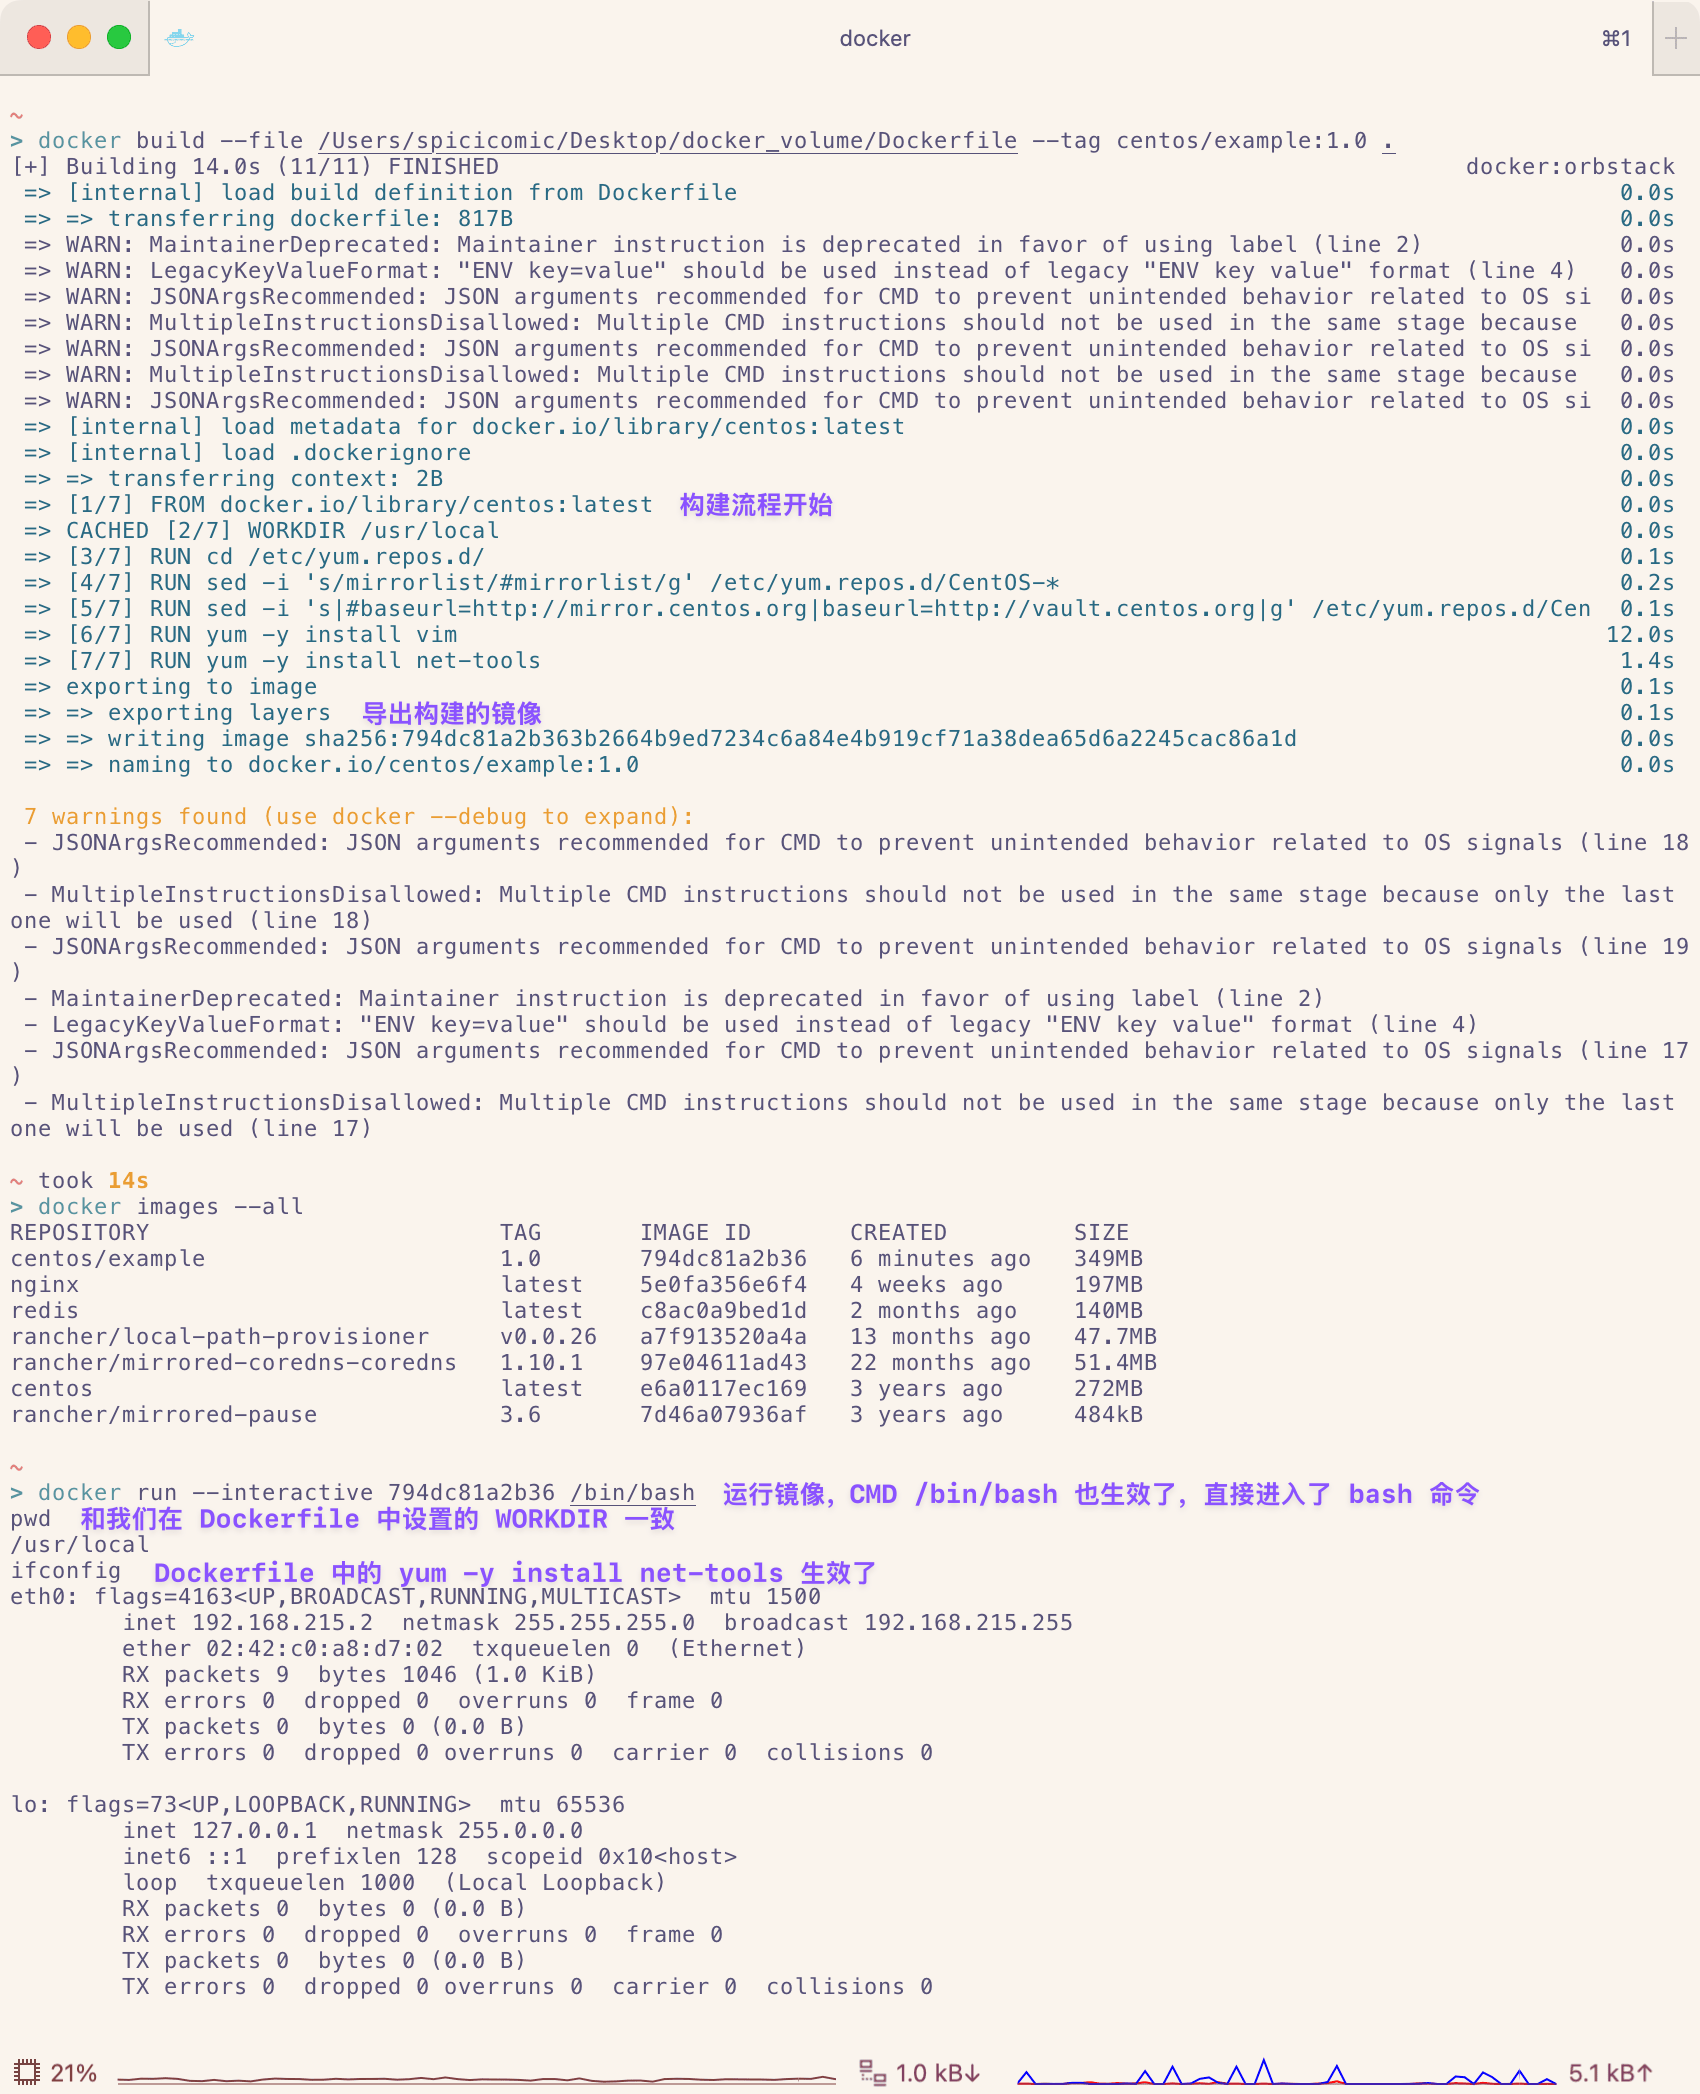 docker
⌘1
~
> docker build --file /Users/spicicomic/Desktop/docker_volume/Dockerfile --tag centos/example:1.0 .
[+] Building 14.0s (11/11) FINISHED docker:orbstack
=> [internal] load build definition from Dockerfile 0.0s
=> => transferring dockerfile: 817B 0.0s
=> WARN: MaintainerDeprecated: Maintainer instruction is deprecated in favor of using label (line 2) 0.0s
=> WARN: LegacyKeyValueFormat: "ENV key=value" should be used instead of legacy "ENV key value" format (line 4) 0.0s
=> WARN: JSONArgsRecommended: JSON arguments recommended for CMD to prevent unintended behavior related to OS si 0.0s
=> WARN: MultipleInstructionsDisallowed: Multiple CMD instructions should not be used in the same stage because 0.0s
=> WARN: JSONArgsRecommended: JSON arguments recommended for CMD to prevent unintended behavior related to OS si 0.0s
=> WARN: MultipleInstructionsDisallowed: Multiple CMD instructions should not be used in the same stage because 0.0s
=> WARN: JSONArgsRecommended: JSON arguments recommended for CMD to prevent unintended behavior related to OS si 0.0s
=> [internal] load metadata for docker.io/library/centos:latest 0.0s
=> [internal] load .dockerignore 0.0s
=> => transferring context: 2B 0.0s
=> [1/7] FROM docker.io/library/centos:latest 构建流程开始 0.0s
=> CACHED [2/7] WORKDIR /usr/local 0.0s
=> [3/7] RUN cd /etc/yum.repos.d/ 0.1s
=> [4/7] RUN sed -i 's/mirrorlist/#mirrorlist/g' /etc/yum.repos.d/CentOS-* 0.2s
=> [5/7] RUN sed -i 's|#baseurl=http://mirror.centos.org|baseurl=http://vault.centos.org|g' /etc/yum.repos.d/Cen 0.1s
=> [6/7] RUN yum -y install vim 12.0s
=> [7/7] RUN yum -y install net-tools 1.4s
=> exporting to image 0.1s
=> => exporting layers 导出构建的镜像 0.1s
=> => writing image sha256:794dc81a2b363b2664b9ed7234c6a84e4b919cf71a38dea65d6a2245cac86a1d 0.0s
=> => naming to docker.io/centos/example:1.0 0.0s
7 warnings found (use docker --debug to expand):
- JSONArgsRecommended: JSON arguments recommended for CMD to prevent unintended behavior related to OS signals (line 18
)
- MultipleInstructionsDisallowed: Multiple CMD instructions should not be used in the same stage because only the last
one will be used (line 18)
- JSONArgsRecommended: JSON arguments recommended for CMD to prevent unintended behavior related to OS signals (line 19
)
- MaintainerDeprecated: Maintainer instruction is deprecated in favor of using label (line 2)
- LegacyKeyValueFormat: "ENV key=value" should be used instead of legacy "ENV key value" format (line 4)
- JSONArgsRecommended: JSON arguments recommended for CMD to prevent unintended behavior related to OS signals (line 17
)
- MultipleInstructionsDisallowed: Multiple CMD instructions should not be used in the same stage because only the last
one will be used (line 17)
~ took 14s
> docker images --all
REPOSITORY TAG IMAGE ID CREATED SIZE
centos/example 1.0 794dc81a2b36 6 minutes ago 349MB
nginx latest 5e0fa356e6f4 4 weeks ago 197MB
redis latest c8ac0a9bed1d 2 months ago 140MB
rancher/local-path-provisioner v0.0.26 a7f913520a4a 13 months ago 47.7MB
rancher/mirrored-coredns-coredns 1.10.1 97e04611ad43 22 months ago 51.4MB
centos latest e6a0117ec169 3 years ago 272MB
rancher/mirrored-pause 3.6 7d46a07936af 3 years ago 484kB
~
> docker run --interactive 794dc81a2b36 /bin/bash 运行镜像，CMD /bin/bash 也生效了，直接进入了 bash 命令
pwd 和我们在 Dockerfile 中设置的 WORKDIR 一致
/usr/local
ifconfig Dockerfile 中的 yum -y install net-tools 生效了
eth0: flags=4163<UP,BROADCAST,RUNNING,MULTICAST> mtu 1500
inet 192.168.215.2 netmask 255.255.255.0 broadcast 192.168.215.255
ether 02:42:c0:a8:d7:02 txqueuelen 0 (Ethernet)
RX packets 9 bytes 1046 (1.0 KiB)
RX errors 0 dropped 0 overruns 0 frame 0
TX packets 0 bytes 0 (0.0 B)
TX errors 0 dropped 0 overruns 0 carrier 0 collisions 0
lo: flags=73<UP,LOOPBACK,RUNNING> mtu 65536
inet 127.0.0.1 netmask 255.0.0.0
inet6 ::1 prefixlen 128 scopeid 0x10<host>
loop txqueuelen 1000 (Local Loopback)
RX packets 0 bytes 0 (0.0 B)
RX errors 0 dropped 0 overruns 0 frame 0
TX packets 0 bytes 0 (0.0 B)
TX errors 0 dropped 0 overruns 0 carrier 0 collisions 0
21% 1.0 kB↓ 5.1 kB↑